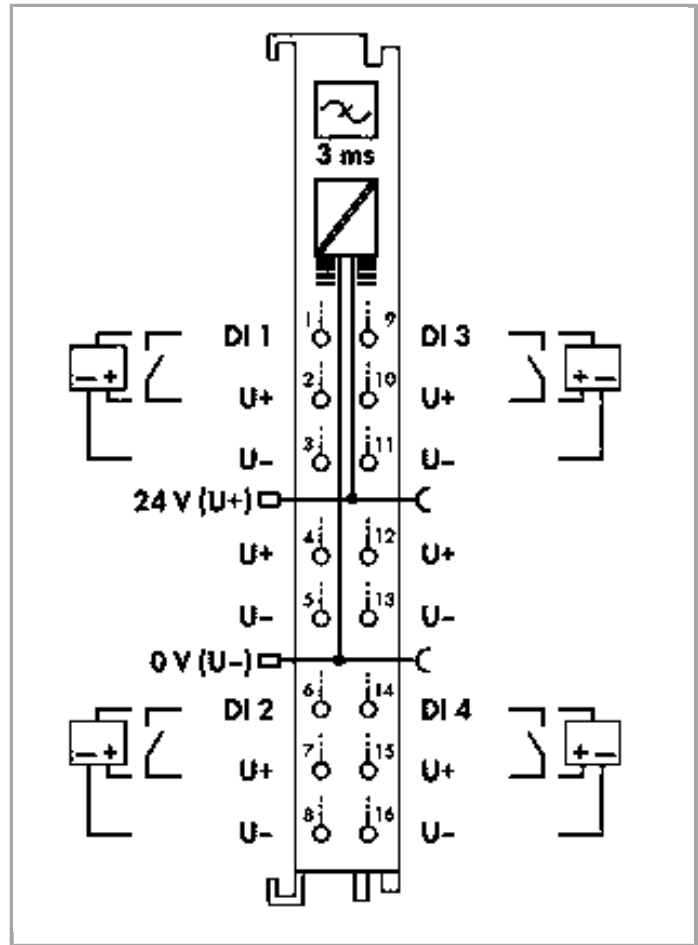 3 ms
DI 1 1 9 DI 3
− + + −
U+ 2 10 U+
U− 3 11 U−
24 V (U+)
U+ 4 12 U+
U− 5 13 U−
0 V (U−)
DI 2 6 14 DI 4
− + + −
U+ 7 15 U+
U− 8 16 U−